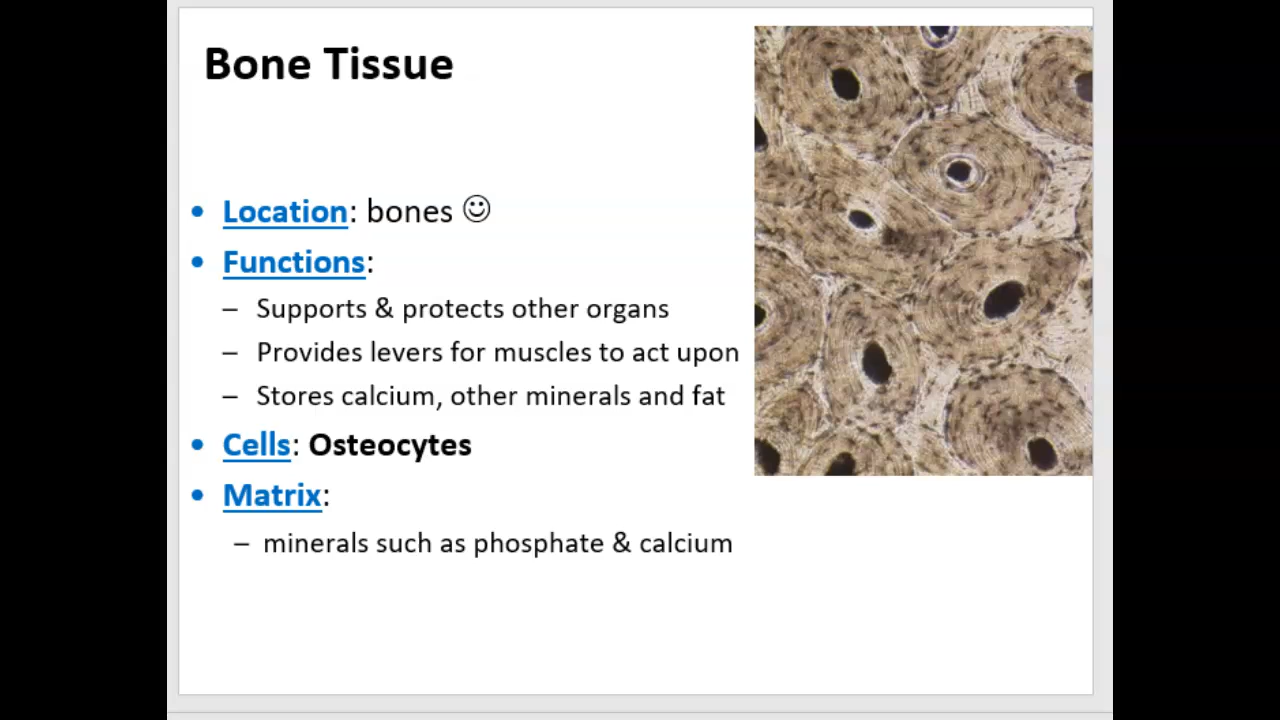 Bone Tissue
• Location: bones ☺
• Functions:
– Supports & protects other organs
– Provides levers for muscles to act upon
– Stores calcium, other minerals and fat
• Cells: Osteocytes
• Matrix:
– minerals such as phosphate & calcium